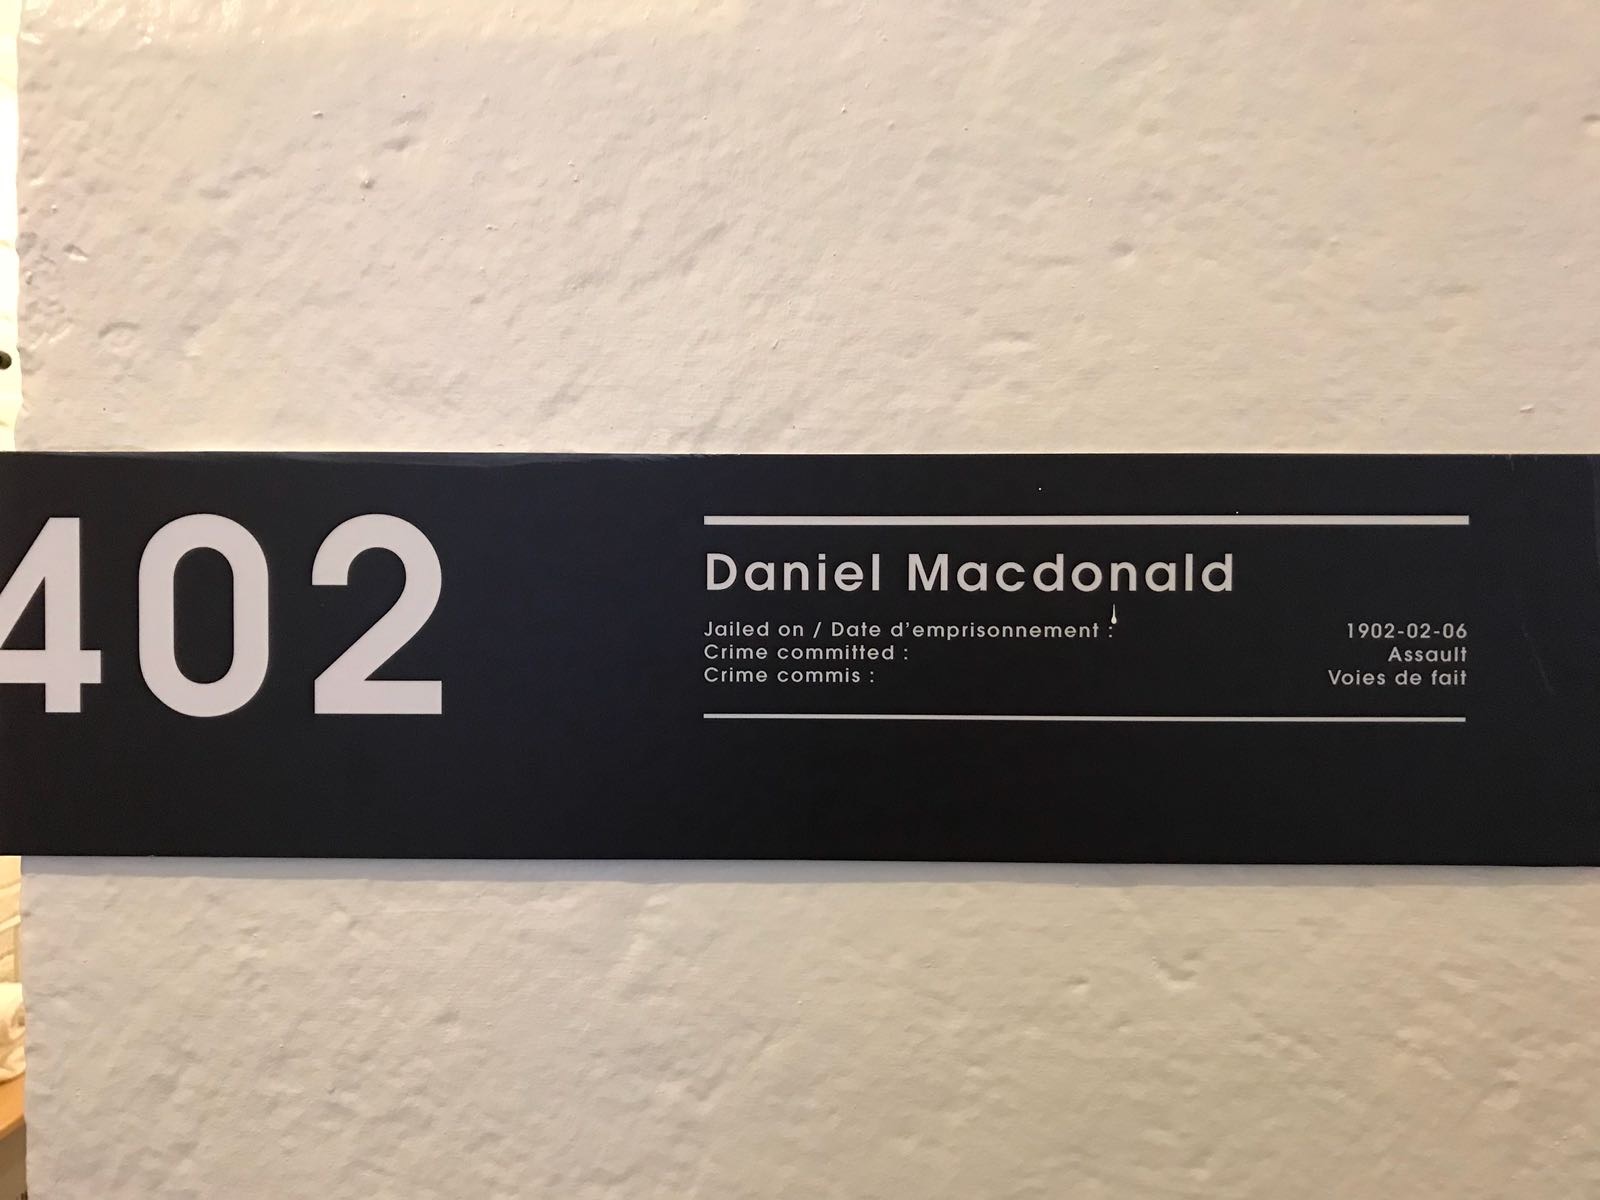 402
Daniel Macdonald
Jailed on / Date d'emprisonnement : 1902-02-06
Crime committed : Assault
Crime commis : Voies de fait